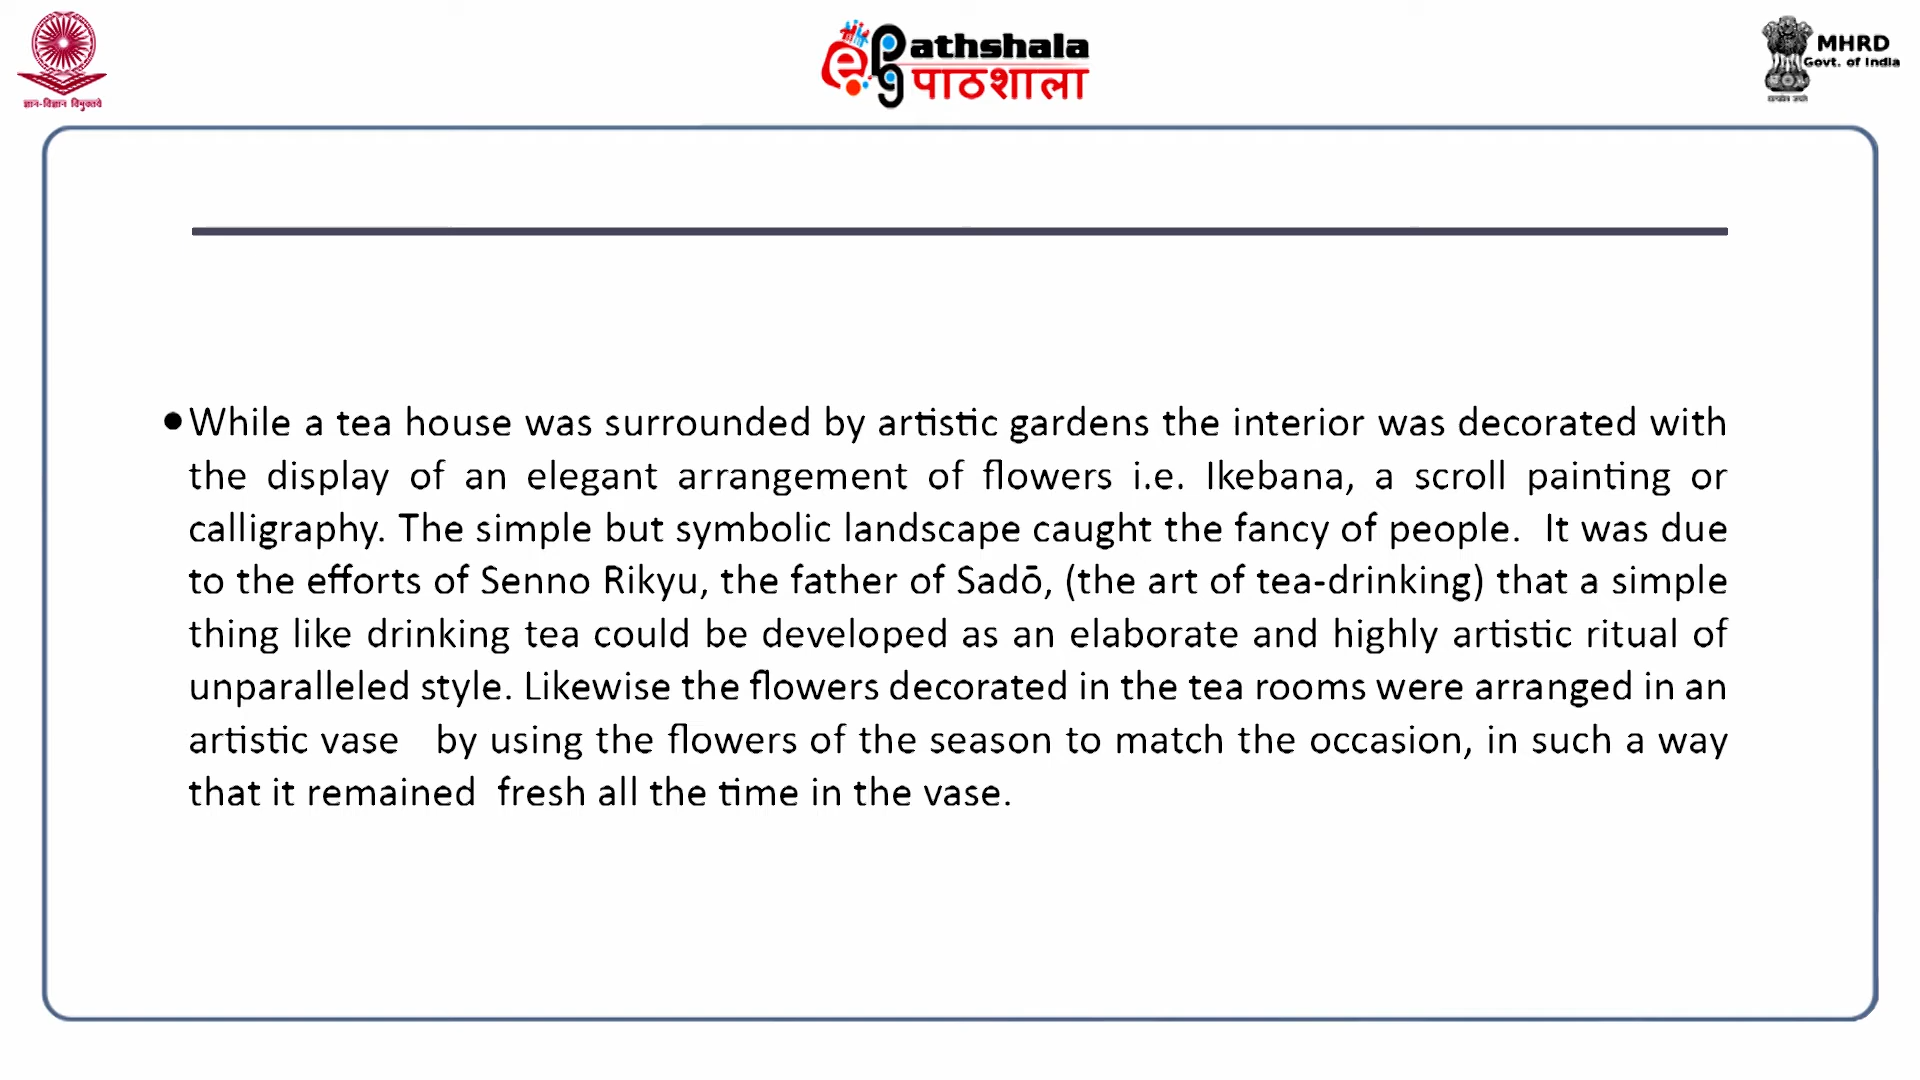 ज्ञान-विज्ञान विमुक्तये
ePG Pathshala
पाठशाला
MHRD
Govt. of India
सत्यमेव जयते
•While a tea house was surrounded by artistic gardens the interior was decorated with
the display of an elegant arrangement of flowers i.e. Ikebana, a scroll painting or
calligraphy. The simple but symbolic landscape caught the fancy of people. It was due
to the efforts of Senno Rikyu, the father of Sadō, (the art of tea-drinking) that a simple
thing like drinking tea could be developed as an elaborate and highly artistic ritual of
unparalleled style. Likewise the flowers decorated in the tea rooms were arranged in an
artistic vase by using the flowers of the season to match the occasion, in such a way
that it remained fresh all the time in the vase.